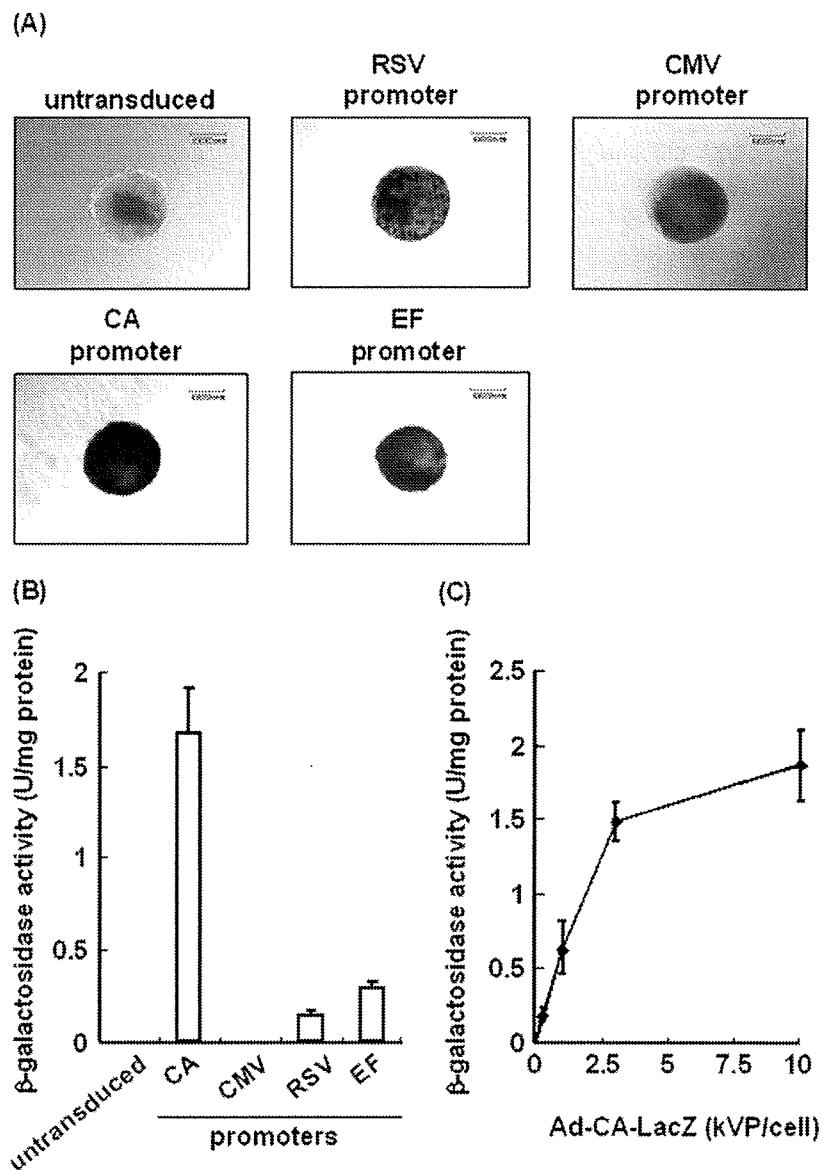 (A)
untransduced
RSV
promoter
CMV
promoter
CA
promoter
EF
promoter
(B)
β-galactosidase activity (U/mg protein)
2
1.5
1
0.5
0
untransduced
CA
CMV
RSV
EF
promoters
(C)
β-galactosidase activity (U/mg protein)
2.5
2
1.5
1
0.5
0
0
2.5
5
7.5
10
Ad-CA-LacZ (kVP/cell)